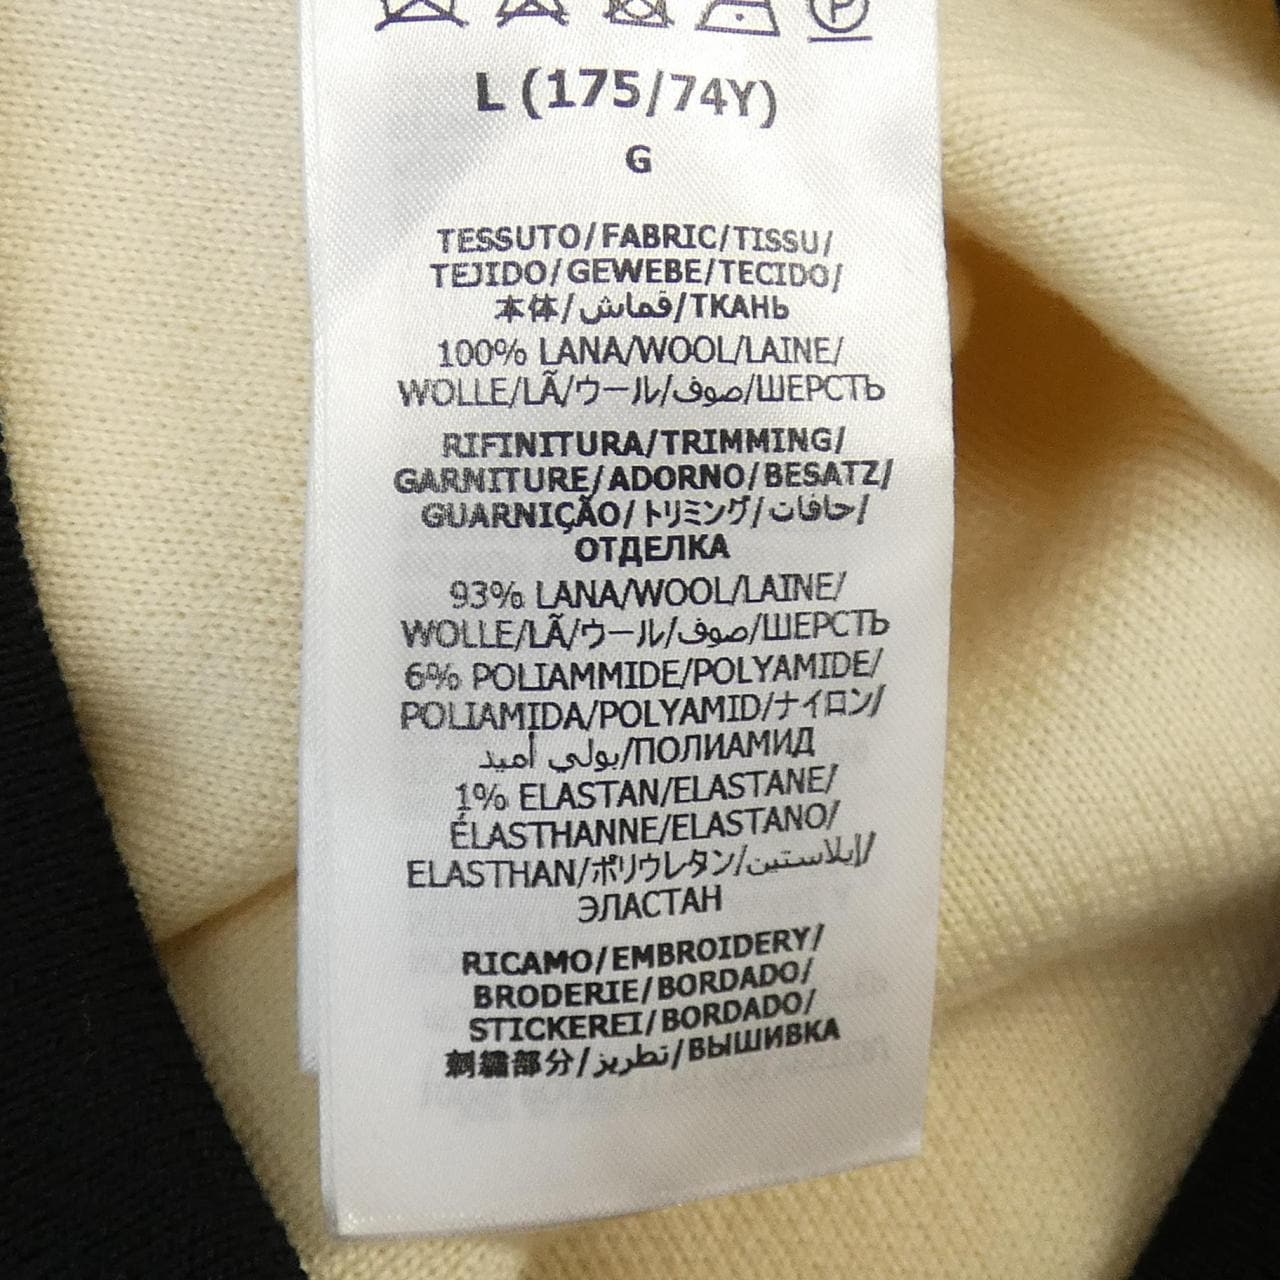 P
L (175/74Y)
G
TESSUTO/FABRIC/TISSU/
TEJIDO/GEWEBE/TECIDO/
本体/قماش/ТКАНЬ
100% LANA/WOOL/LAINE/
WOLLE/LÃ/ウール/صوف/ШЕРСТЬ
RIFINITURA/TRIMMING/
GARNITURE/ADORNO/BESATZ/
GUARNIÇÃO/トリミング/حافات/
ОТДЕЛКА
93% LANA/WOOL/LAINE/
WOLLE/LÃ/ウール/صوف/ШЕРСТЬ
6% POLIAMMIDE/POLYAMIDE/
POLIAMIDA/POLYAMID/ナイロン/
بولي أميد/ПОЛИАМИД
1% ELASTAN/ELASTANE/
ÉLASTHANNE/ELASTANO/
ELASTHAN/ポリウレタン/إيلاستين/
ЭЛАСТАН
RICAMO/EMBROIDERY/
BRODERIE/BORDADO/
STICKEREI/BORDADO/
刺繍部分/تطريز/ВЫШИВКА